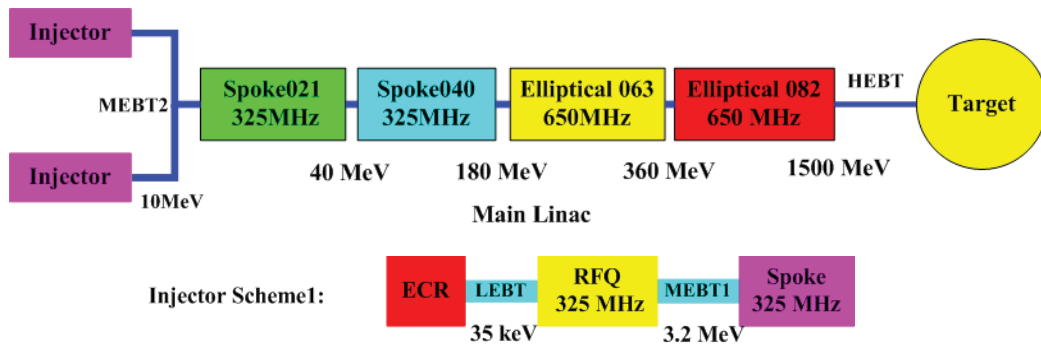 Injector
MEBT2
Injector
10MeV
Spoke021
325MHz
Spoke040
325MHz
Elliptical 063
650MHz
Elliptical 082
650 MHz
HEBT
Target
40 MeV
180 MeV
360 MeV
1500 MeV
Main Linac
Injector Scheme1:
ECR
LEBT
35 keV
RFQ
325 MHz
MEBT1
3.2 MeV
Spoke
325 MHz